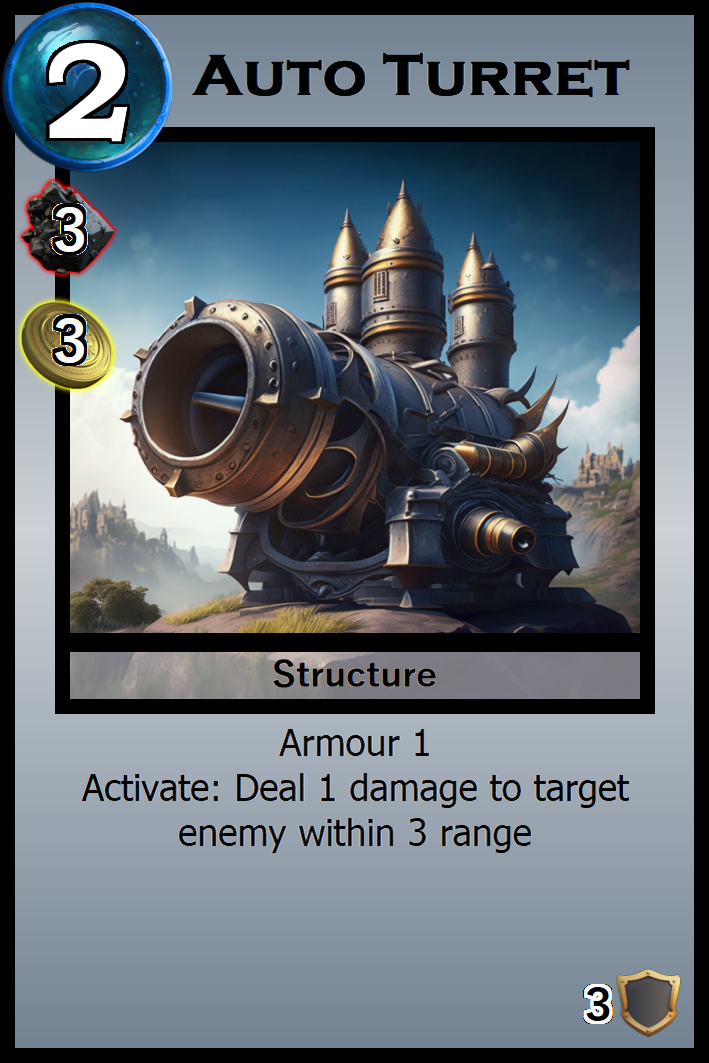 2
AUTO TURRET
3
3
Structure
Armour 1
Activate: Deal 1 damage to target
enemy within 3 range
3